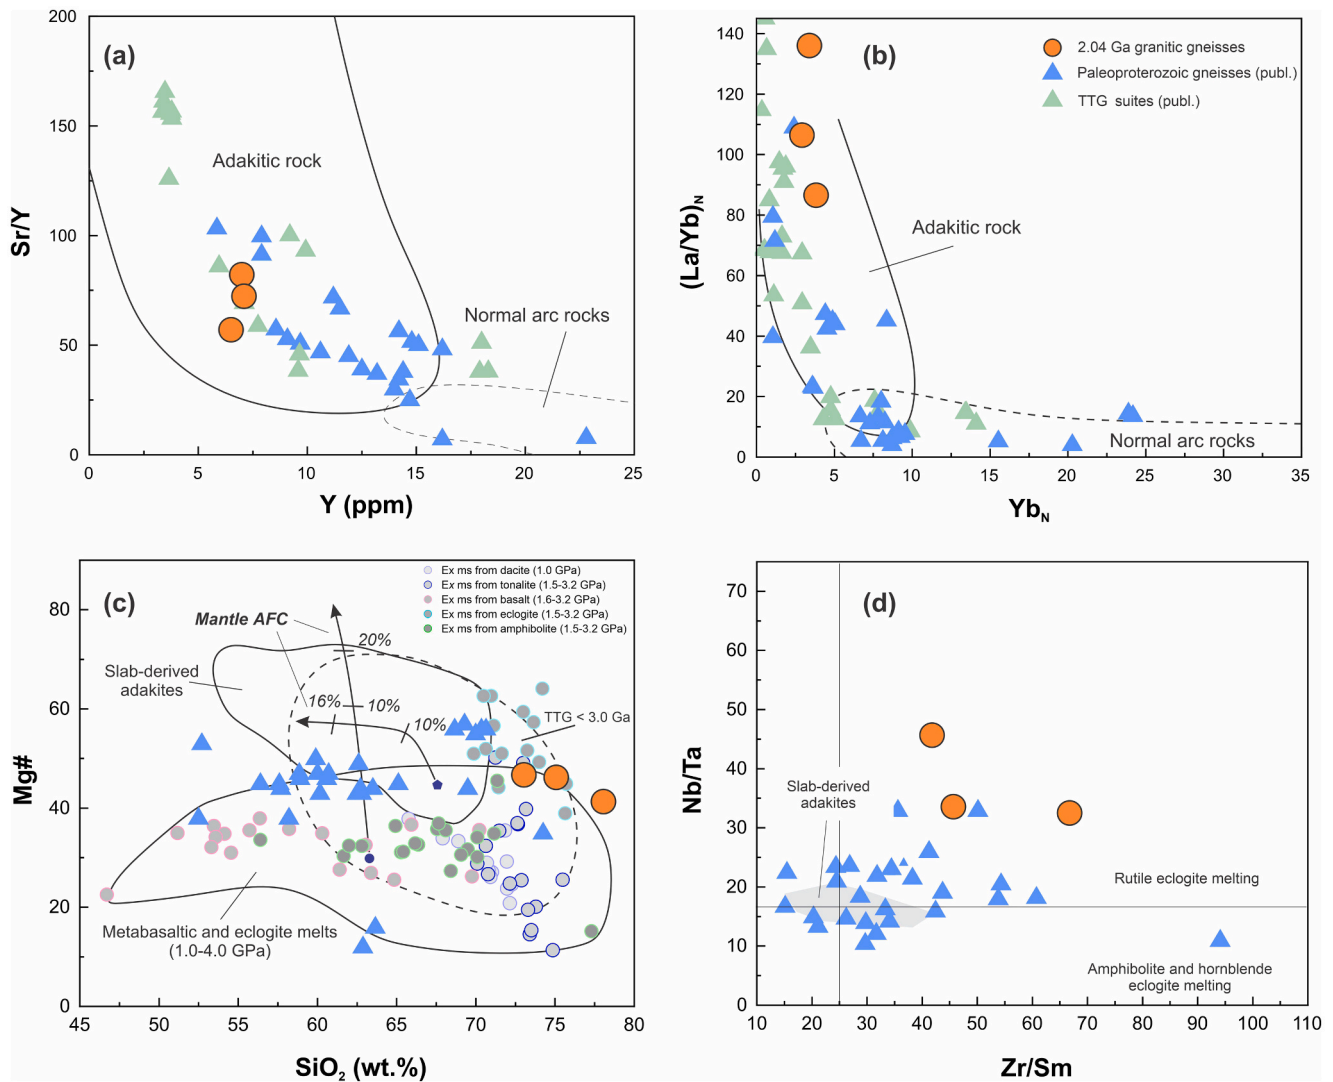 (a)
200
150
100
50
0
Sr/Y
Adakitic rock
Normal arc rocks
0 5 10 15 20 25
Y (ppm)
(b)
2.04 Ga granitic gneisses
Paleoproterozoic gneisses (publ.)
TTG suites (publ.)
140
120
100
80
60
40
20
0
(La/Yb)N
Adakitic rock
Normal arc rocks
0 5 10 15 20 25 30 35
YbN
(c)
Ex ms from dacite (1.0 GPa)
Ex ms from tonalite (1.5-3.2 GPa)
Ex ms from basalt (1.6-3.2 GPa)
Ex ms from eclogite (1.5-3.2 GPa)
Ex ms from amphibolite (1.5-3.2 GPa)
80
60
40
20
0
Mg#
Mantle AFC
20%
Slab-derived
adakites
16% 10%
10%
TTG < 3.0 Ga
Metabasaltic and eclogite melts
(1.0-4.0 GPa)
45 50 55 60 65 70 75 80
SiO2 (wt.%)
(d)
70
60
50
40
30
20
10
0
Nb/Ta
Slab-derived
adakites
Rutile eclogite melting
Amphibolite and hornblende
eclogite melting
10 20 30 40 50 60 70 80 90 100 110
Zr/Sm